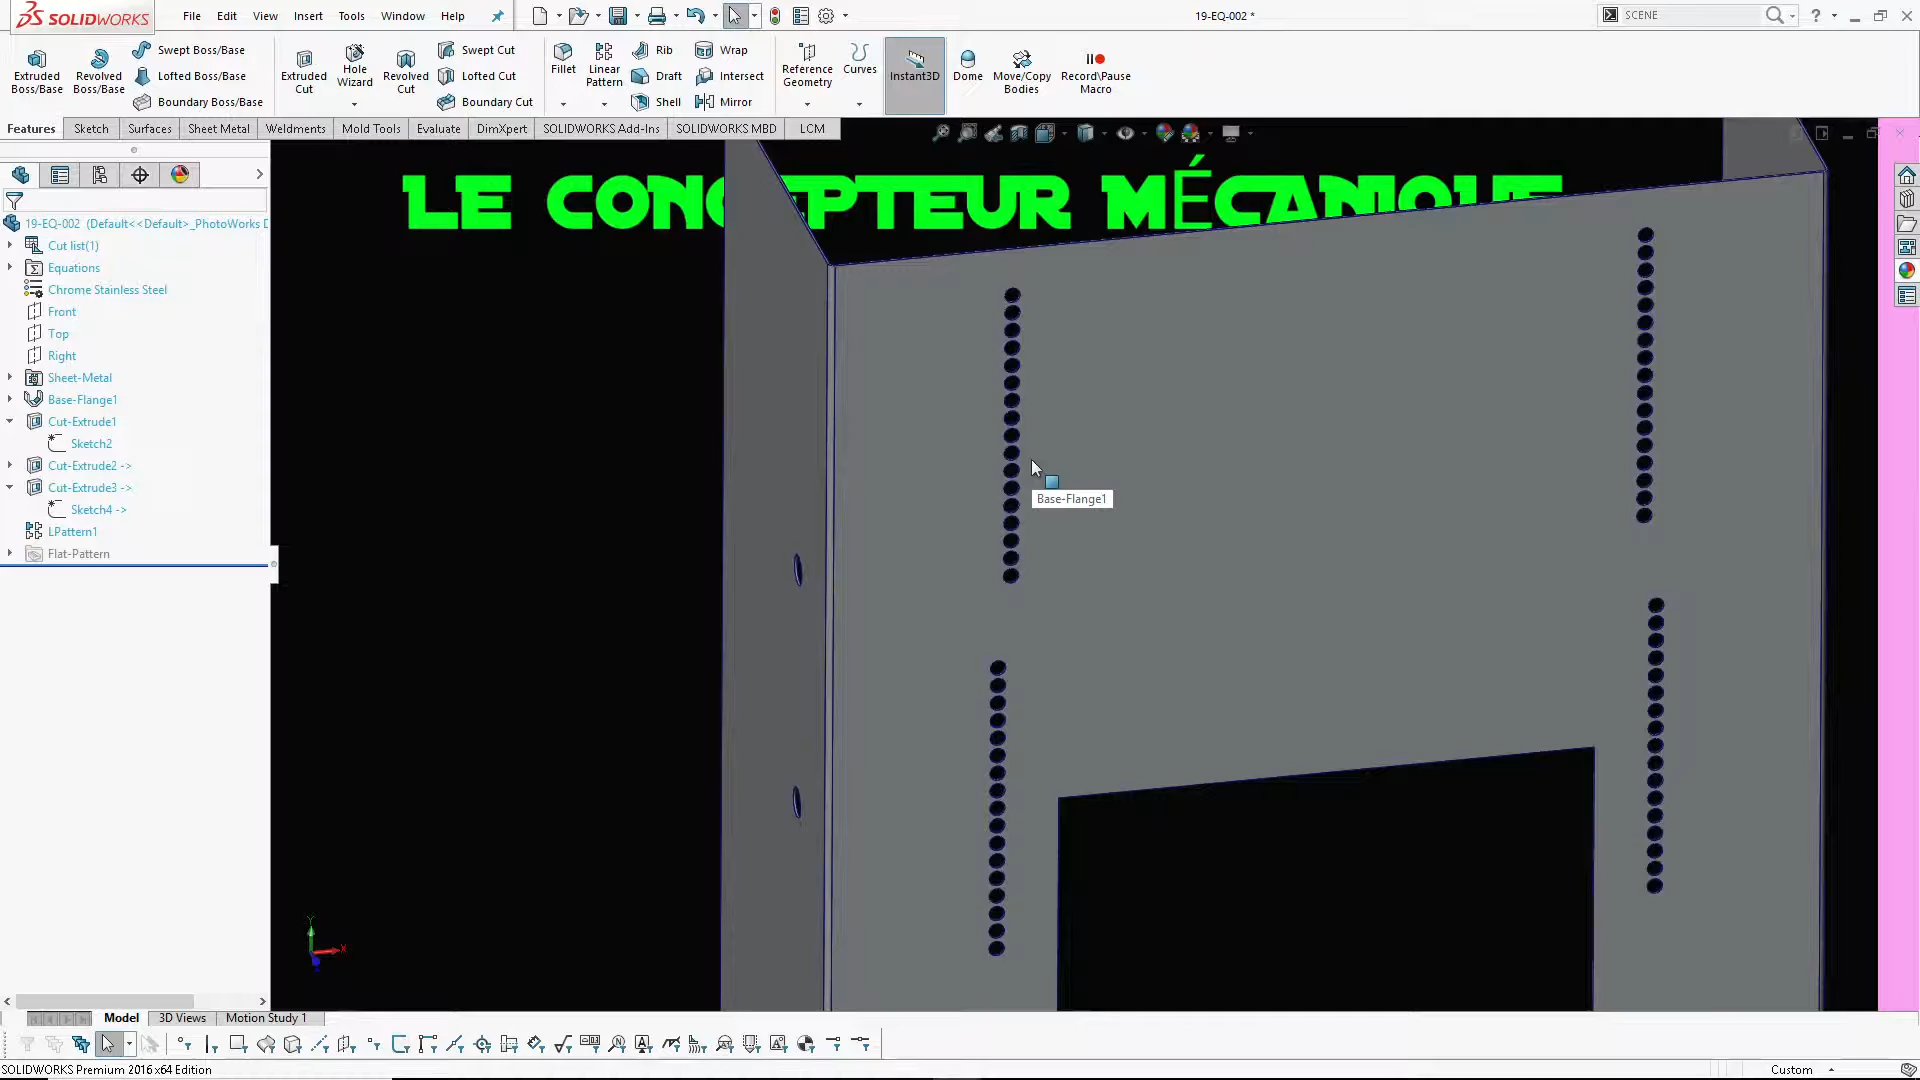 SOLIDWORKS
File Edit View Insert Tools Window Help
19-EQ-002 *
SCENE
Extruded Boss/Base
Revolved Boss/Base
Swept Boss/Base
Lofted Boss/Base
Boundary Boss/Base
Extruded Cut
Hole Wizard
Revolved Cut
Swept Cut
Lofted Cut
Boundary Cut
Fillet
Linear Pattern
Rib
Draft
Shell
Wrap
Intersect
Mirror
Reference Geometry
Curves
Instant3D
Dome
Move/Copy Bodies
Record\Pause Macro
Features Sketch Surfaces Sheet Metal Weldments Mold Tools Evaluate DimXpert SOLIDWORKS Add-Ins SOLIDWORKS MBD LCM
LE CONCEPTEUR MÉCANIQUE
19-EQ-002 (Default<<Default>_PhotoWorks D
Cut list(1)
Equations
Chrome Stainless Steel
Front
Top
Right
Sheet-Metal
Base-Flange1
Cut-Extrude1
Sketch2
Cut-Extrude2 ->
Cut-Extrude3 ->
Sketch4 ->
LPattern1
Flat-Pattern
Base-Flange1
Y
X
Model 3D Views Motion Study 1
SOLIDWORKS Premium 2016 x64 Edition
Custom